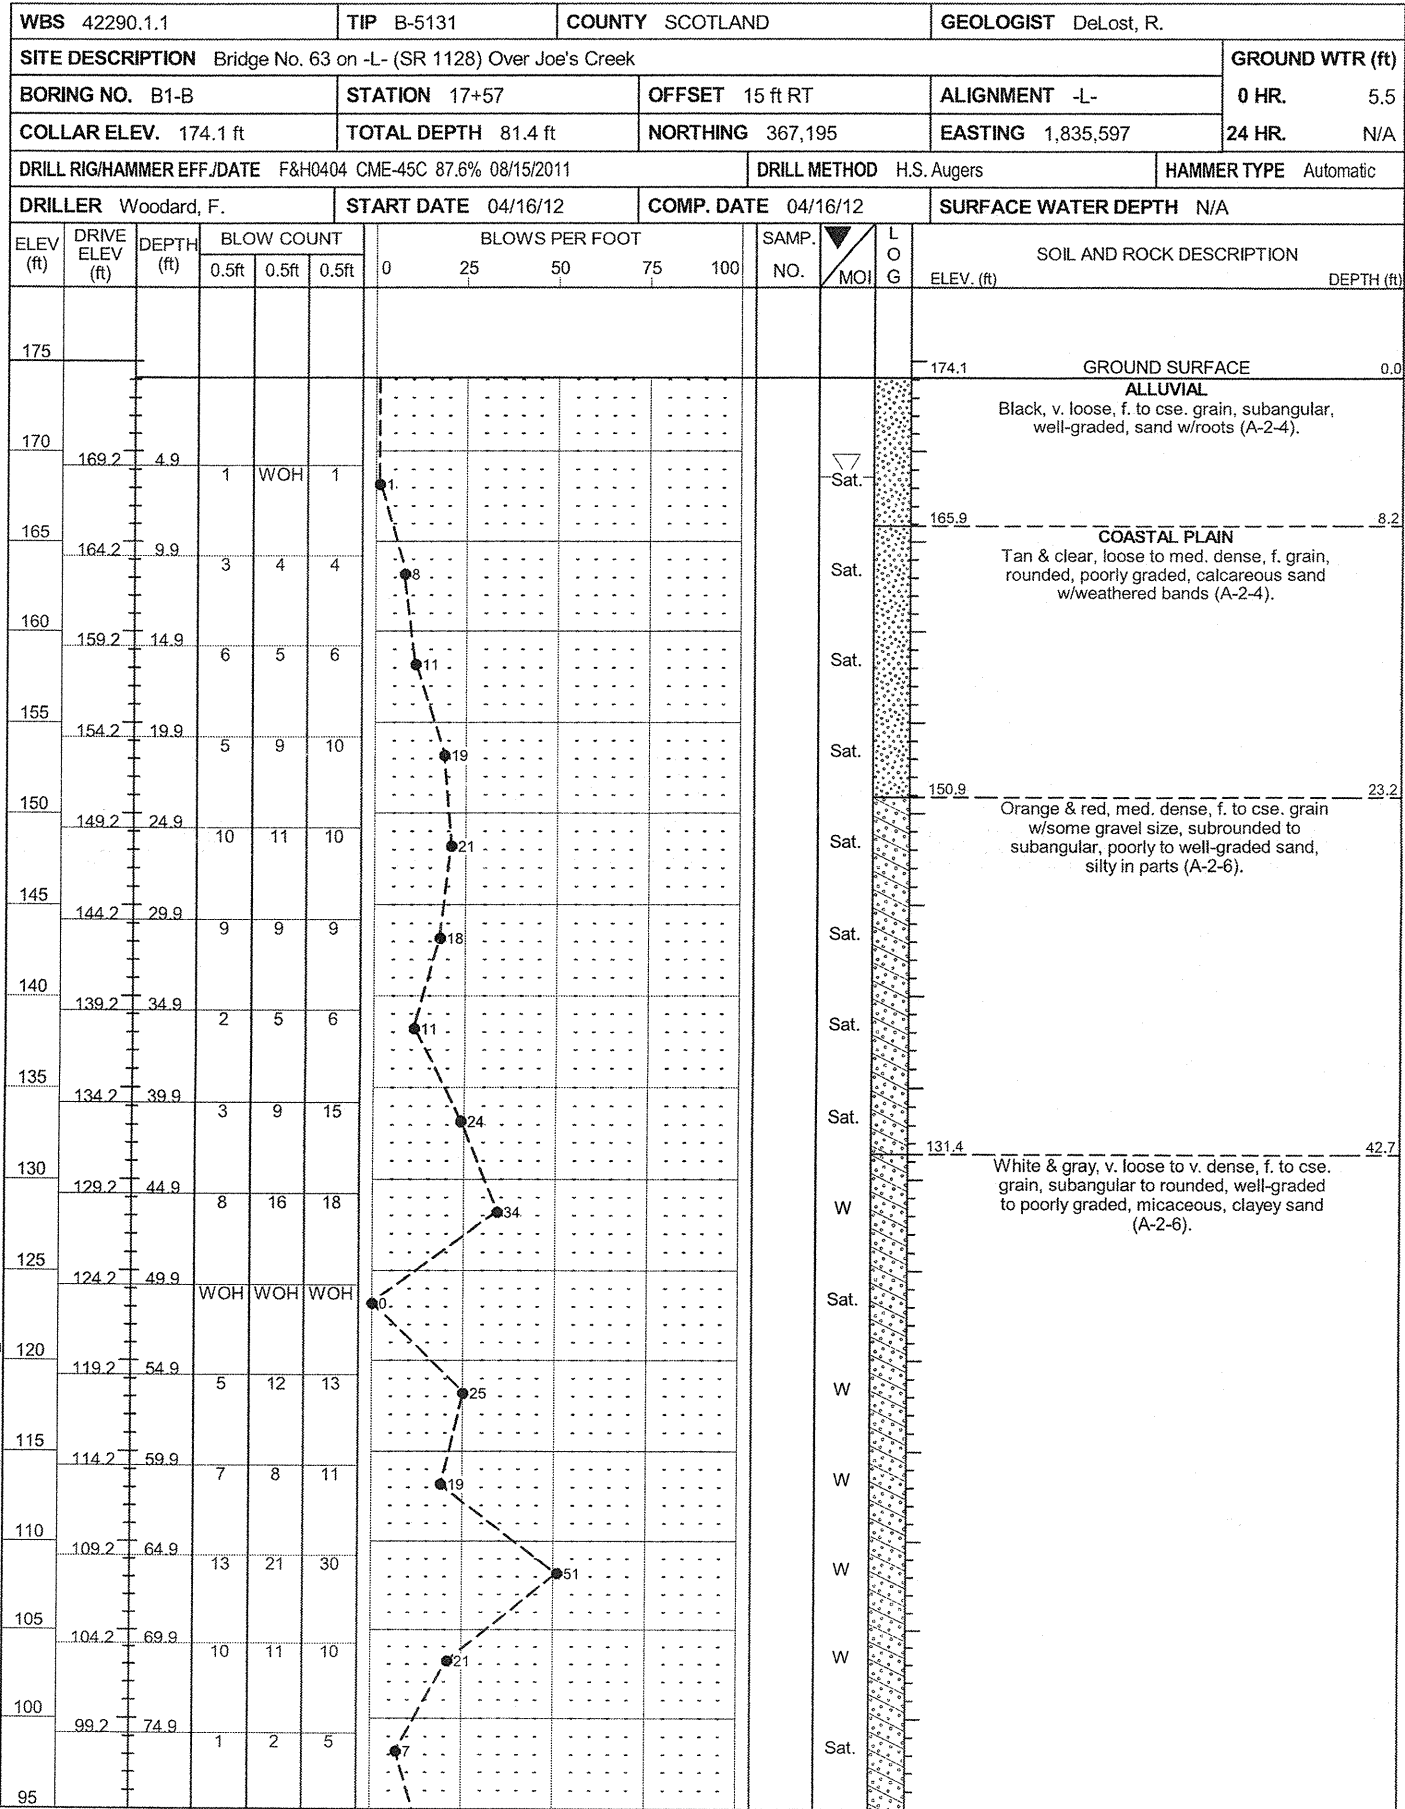 WBS 42290.1.1 TIP B-5131 COUNTY SCOTLAND GEOLOGIST DeLost, R.
SITE DESCRIPTION Bridge No. 63 on -L- (SR 1128) Over Joe's Creek GROUND WTR (ft)
BORING NO. B1-B STATION 17+57 OFFSET 15 ft RT ALIGNMENT -L- 0 HR. 5.5
COLLAR ELEV. 174.1 ft TOTAL DEPTH 81.4 ft NORTHING 367,195 EASTING 1,835,597 24 HR. N/A
DRILL RIG/HAMMER EFF./DATE F&H0404 CME-45C 87.6% 08/15/2011 DRILL METHOD H.S. Augers HAMMER TYPE Automatic
DRILLER Woodard, F. START DATE 04/16/12 COMP. DATE 04/16/12 SURFACE WATER DEPTH N/A
ELEV (ft) DRIVE ELEV (ft) DEPTH (ft) BLOW COUNT BLOWS PER FOOT SAMP. NO. MOI LOG SOIL AND ROCK DESCRIPTION
0.5ft 0.5ft 0.5ft 0 25 50 75 100 ELEV. (ft) DEPTH (ft)
175
174.1 GROUND SURFACE 0.0
ALLUVIAL
Black, v. loose, f. to cse. grain, subangular,
well-graded, sand w/roots (A-2-4).
170
169.2 4.9 1 WOH 1 1 Sat.
165.9 8.2
165
COASTAL PLAIN
Tan & clear, loose to med. dense, f. grain,
rounded, poorly graded, calcareous sand
w/weathered bands (A-2-4).
164.2 9.9 3 4 4 8 Sat.
160
159.2 14.9 6 5 6 11 Sat.
155
154.2 19.9 5 9 10 19 Sat.
150.9 23.2
150
Orange & red, med. dense, f. to cse. grain
w/some gravel size, subrounded to
subangular, poorly to well-graded sand,
silty in parts (A-2-6).
149.2 24.9 10 11 10 21 Sat.
145
144.2 29.9 9 9 9 18 Sat.
140
139.2 34.9 2 5 6 11 Sat.
135
134.2 39.9 3 9 15 24 Sat.
131.4 42.7
130
White & gray, v. loose to v. dense, f. to cse.
grain, subangular to rounded, well-graded
to poorly graded, micaceous, clayey sand
(A-2-6).
129.2 44.9 8 16 18 34 W
125
124.2 49.9 WOH WOH WOH 0 Sat.
120
119.2 54.9 5 12 13 25 W
115
114.2 59.9 7 8 11 19 W
110
109.2 64.9 13 21 30 51 W
105
104.2 69.9 10 11 10 21 W
100
99.2 74.9 1 2 5 7 Sat.
95